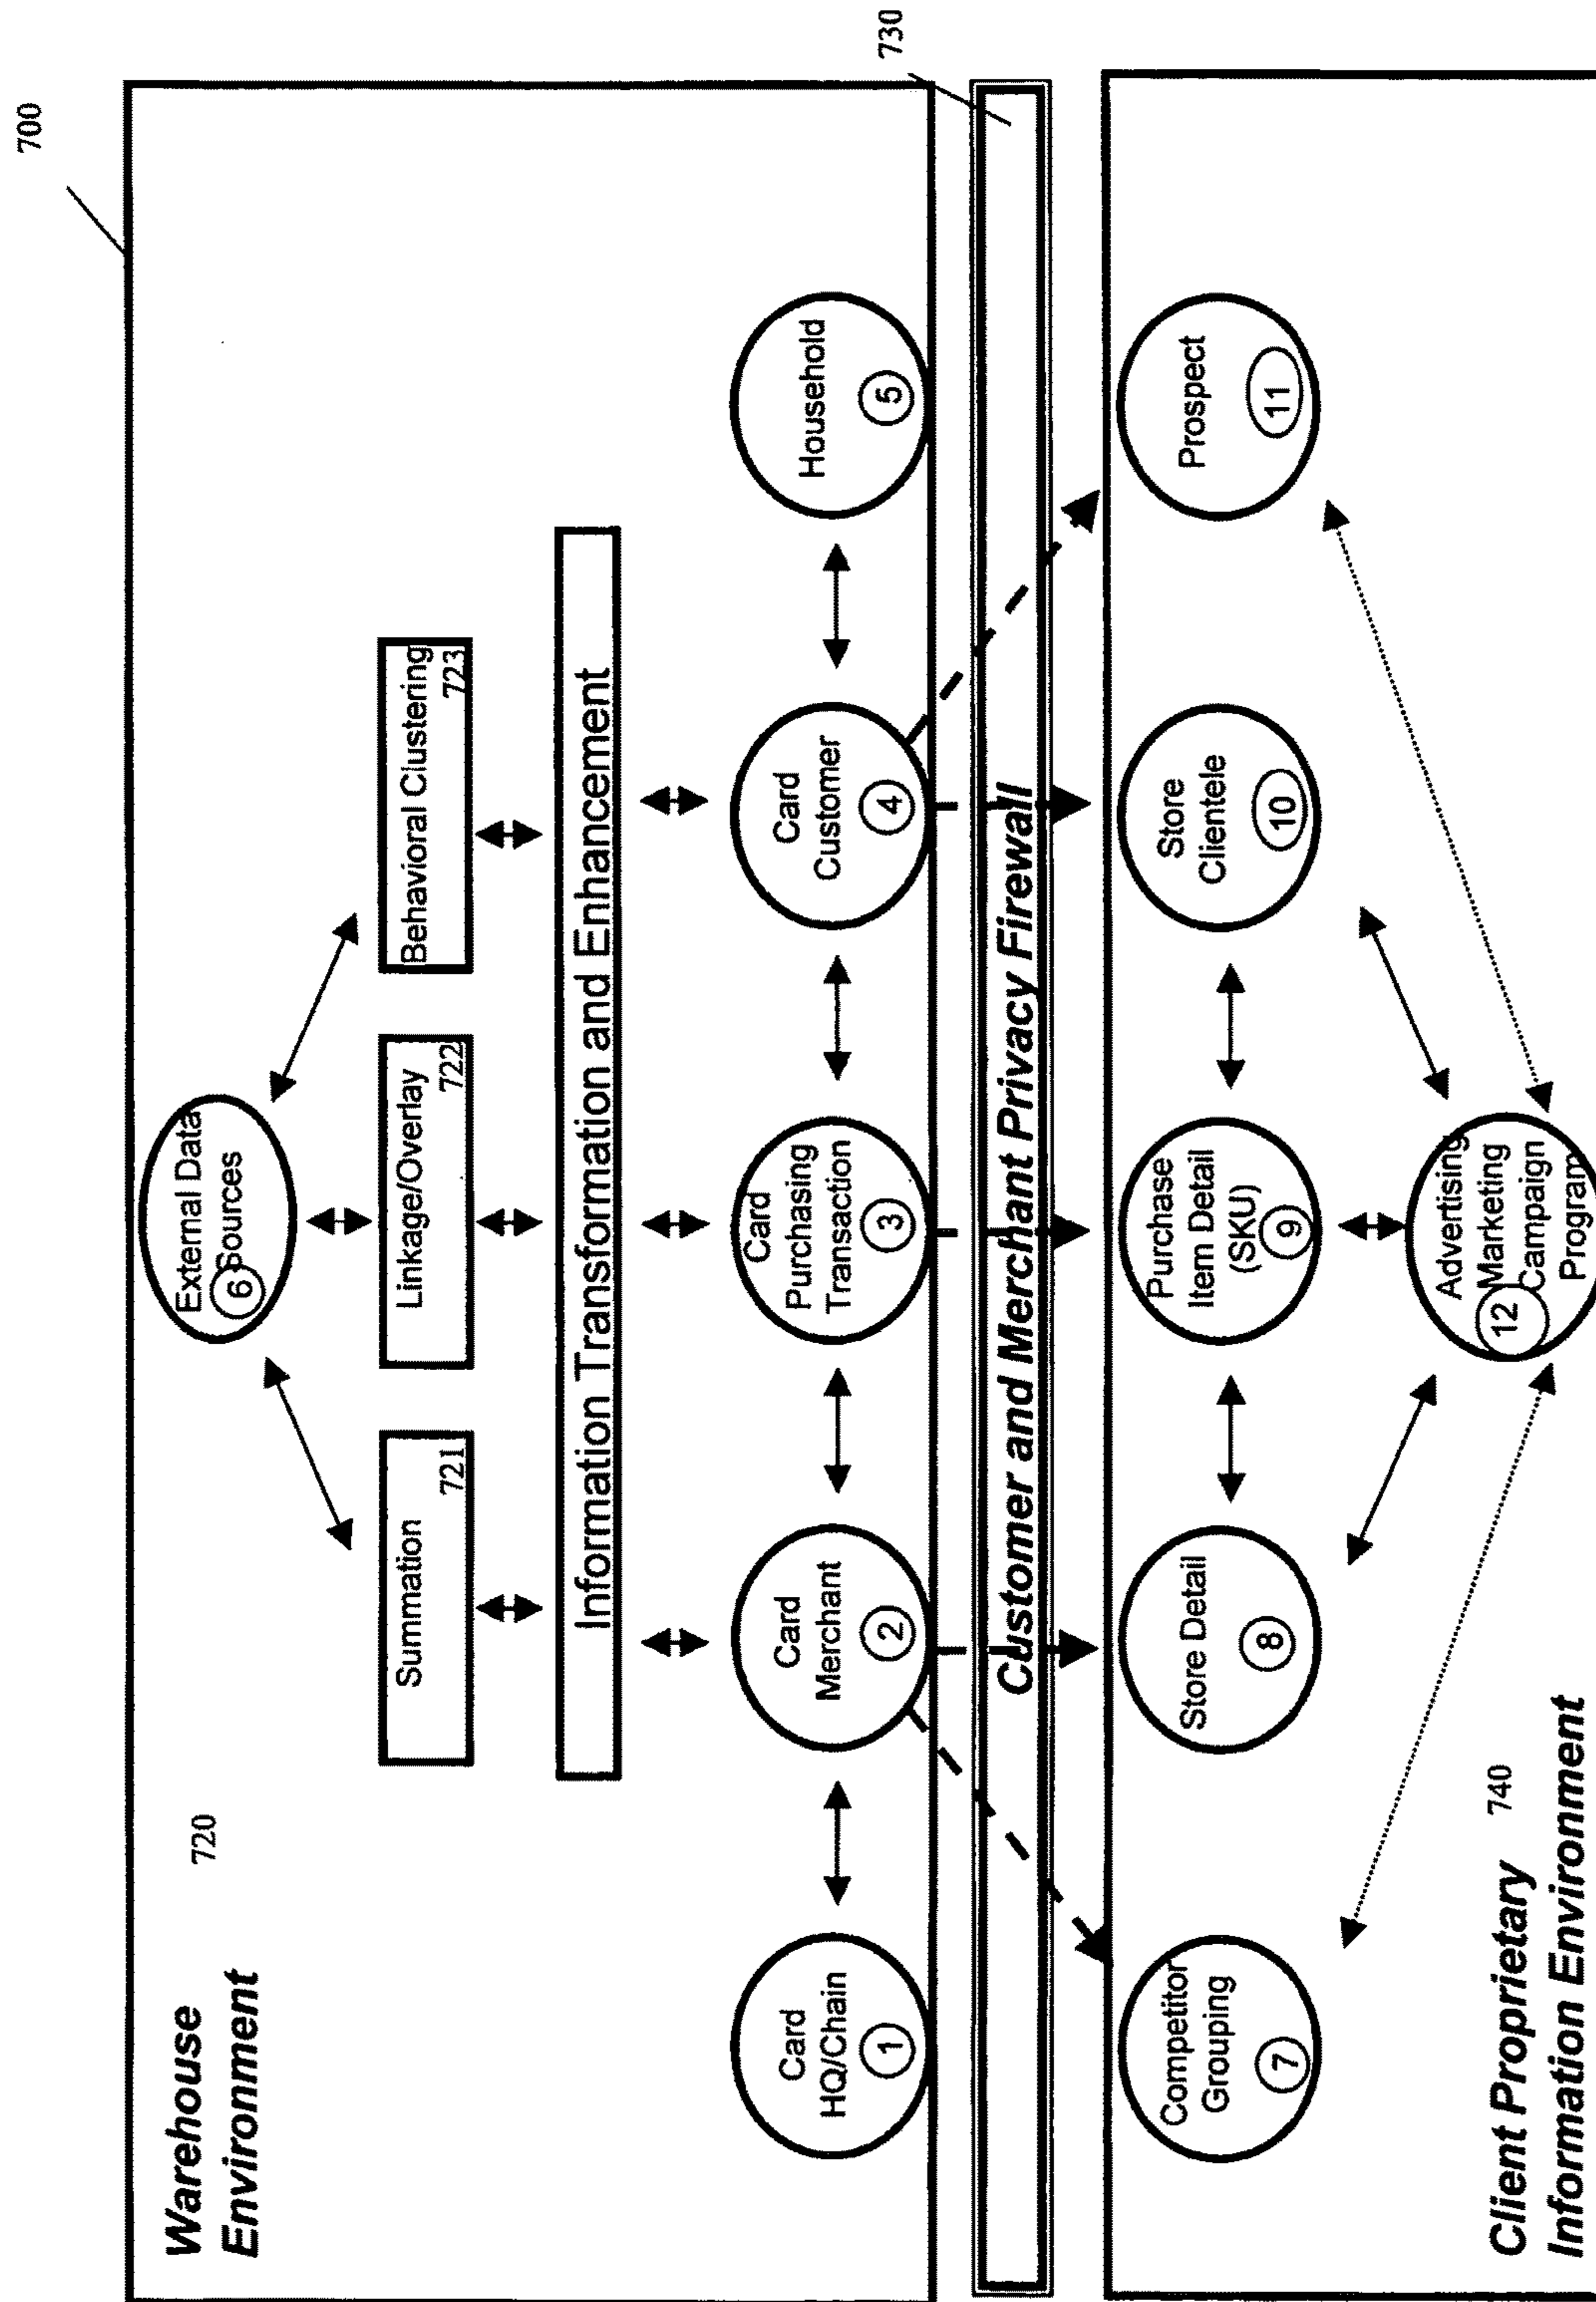 700
Warehouse
Environment
720
External Data
Sources
6
Summation
721
Linkage/Overlay
722
Behavioral Clustering
723
Information Transformation and Enhancement
Card
HQ/Chain
1
Card
Merchant
2
Card
Purchasing
Transaction
3
Card
Customer
4
Household
5
730
Customer and Merchant Privacy Firewall
Competitor
Grouping
7
Store Detail
8
Purchase
Item Detail
(SKU)
9
Store
Clientele
10
Prospect
11
Advertising
Marketing
Campaign
Program
12
Client Proprietary
Information Environment
740